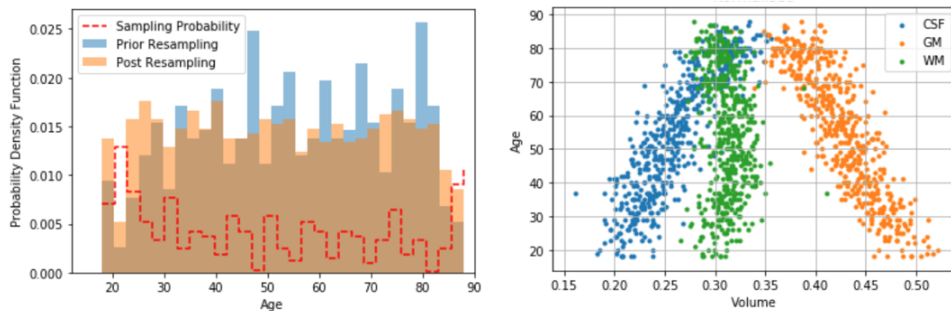 Sampling Probability
Prior Resampling
Post Resampling
Probability Density Function
0.025
0.020
0.015
0.010
0.005
0.000
20 30 40 50 60 70 80 90
Age
CSF
GM
WM
Age
90
80
70
60
50
40
30
20
0.15 0.20 0.25 0.30 0.35 0.40 0.45 0.50
Volume